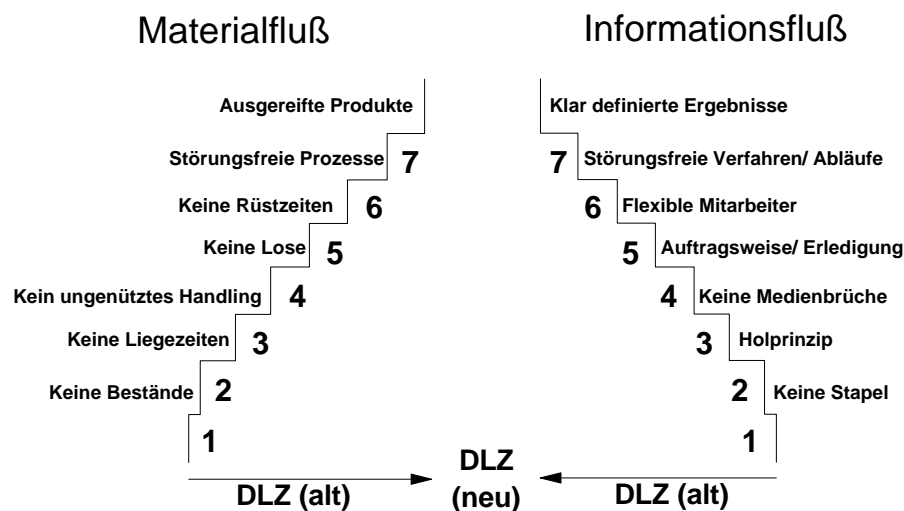 Materialfluß
Informationsfluß
Ausgereifte Produkte
Klar definierte Ergebnisse
Störungsfreie Prozesse 7
7 Störungsfreie Verfahren/ Abläufe
Keine Rüstzeiten 6
6 Flexible Mitarbeiter
Keine Lose 5
5 Auftragsweise/ Erledigung
Kein ungenütztes Handling 4
4 Keine Medienbrüche
Keine Liegezeiten 3
3 Holprinzip
Keine Bestände 2
2 Keine Stapel
1
1
DLZ (alt)
DLZ
(neu)
DLZ (alt)